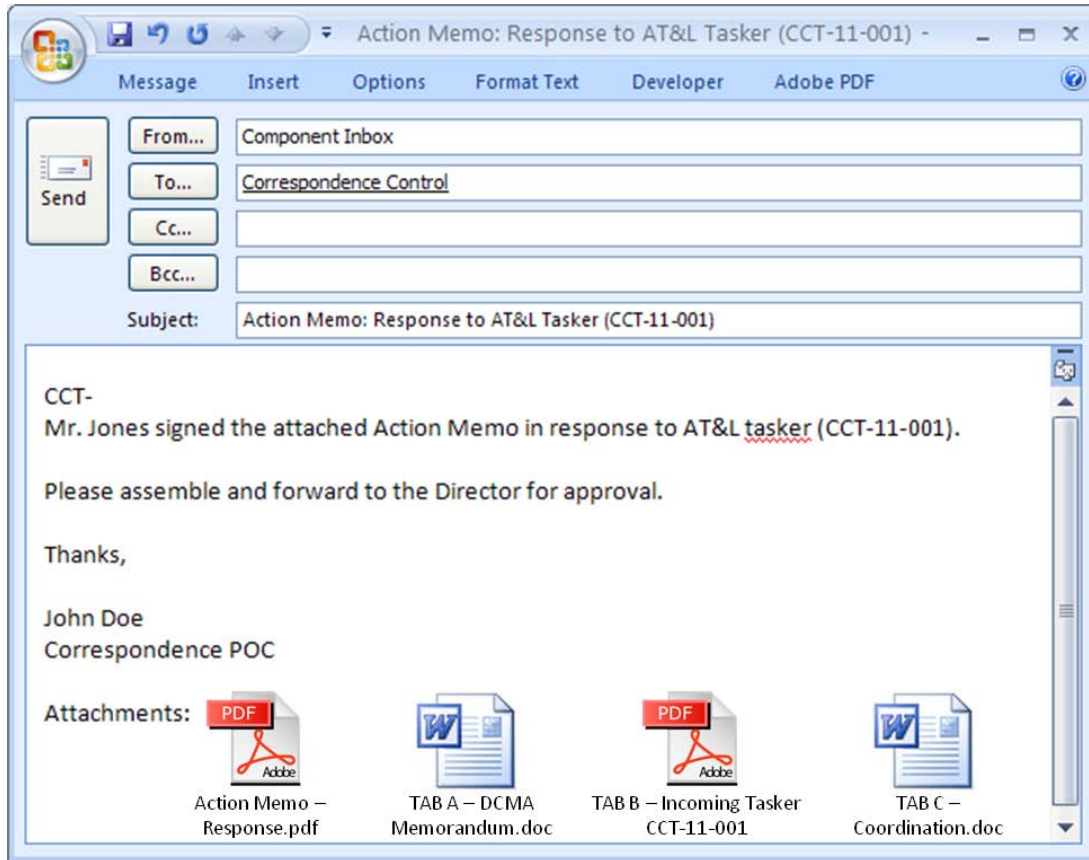 Action Memo: Response to AT&L Tasker (CCT-11-001) -
Message Insert Options Format Text Developer Adobe PDF
Send
From... Component Inbox
To... Correspondence Control
Cc...
Bcc...
Subject: Action Memo: Response to AT&L Tasker (CCT-11-001)
CCT-
Mr. Jones signed the attached Action Memo in response to AT&L tasker (CCT-11-001).
Please assemble and forward to the Director for approval.
Thanks,
John Doe
Correspondence POC
Attachments:
PDF Adobe
W
PDF Adobe
W
Action Memo –
Response.pdf
TAB A – DCMA
Memorandum.doc
TAB B – Incoming Tasker
CCT-11-001
TAB C –
Coordination.doc